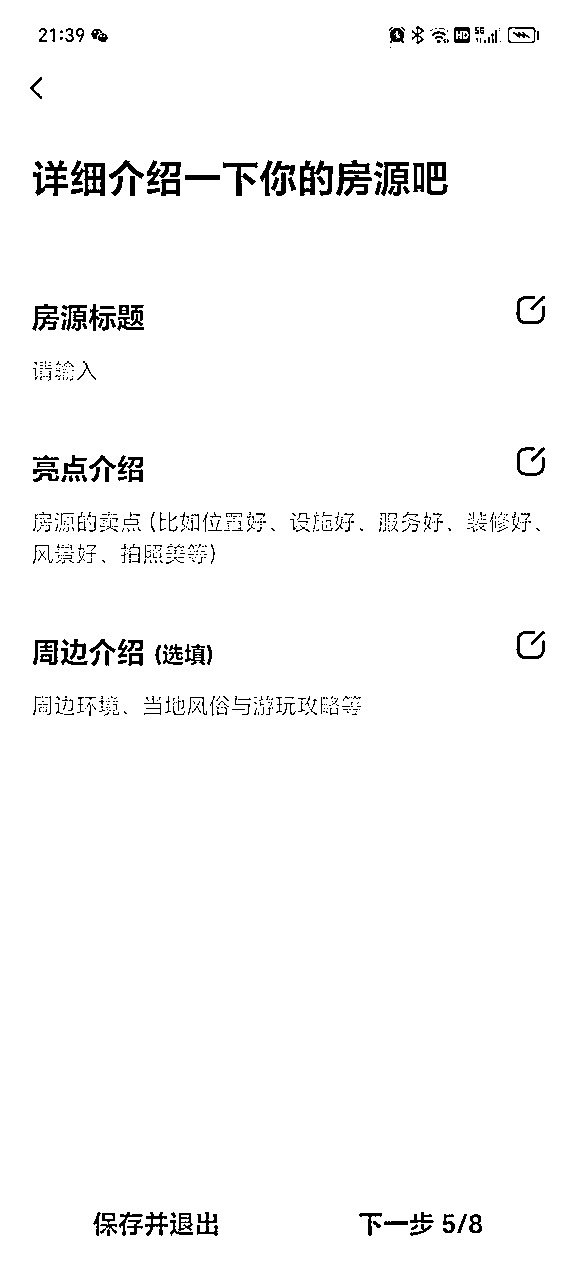 21:39 HD 5G
详细介绍一下你的房源吧
房源标题
请输入
亮点介绍
房源的卖点 (比如位置好、设施好、服务好、装修好、
风景好、拍照美等)
周边介绍 (选填)
周边环境、当地风俗与游玩攻略等
保存并退出 下一步 5/8